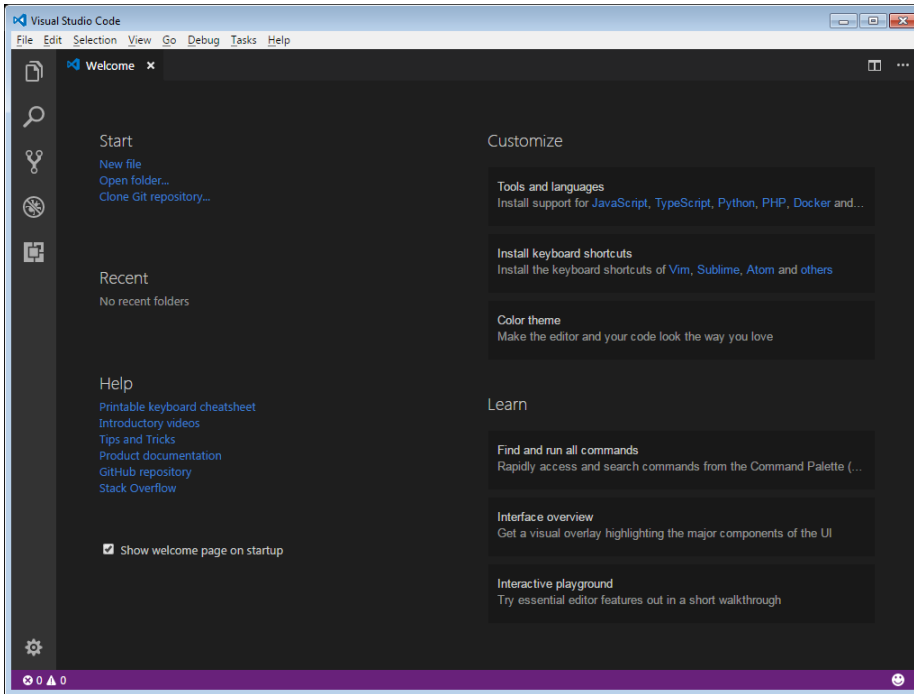 Visual Studio Code
File Edit Selection View Go Debug Tasks Help
Welcome
Start
New file
Open folder...
Clone Git repository...
Recent
No recent folders
Help
Printable keyboard cheatsheet
Introductory videos
Tips and Tricks
Product documentation
GitHub repository
Stack Overflow
Show welcome page on startup
Customize
Tools and languages
Install support for JavaScript, TypeScript, Python, PHP, Docker and...
Install keyboard shortcuts
Install the keyboard shortcuts of Vim, Sublime, Atom and others
Color theme
Make the editor and your code look the way you love
Learn
Find and run all commands
Rapidly access and search commands from the Command Palette (...
Interface overview
Get a visual overlay highlighting the major components of the UI
Interactive playground
Try essential editor features out in a short walkthrough
0 0